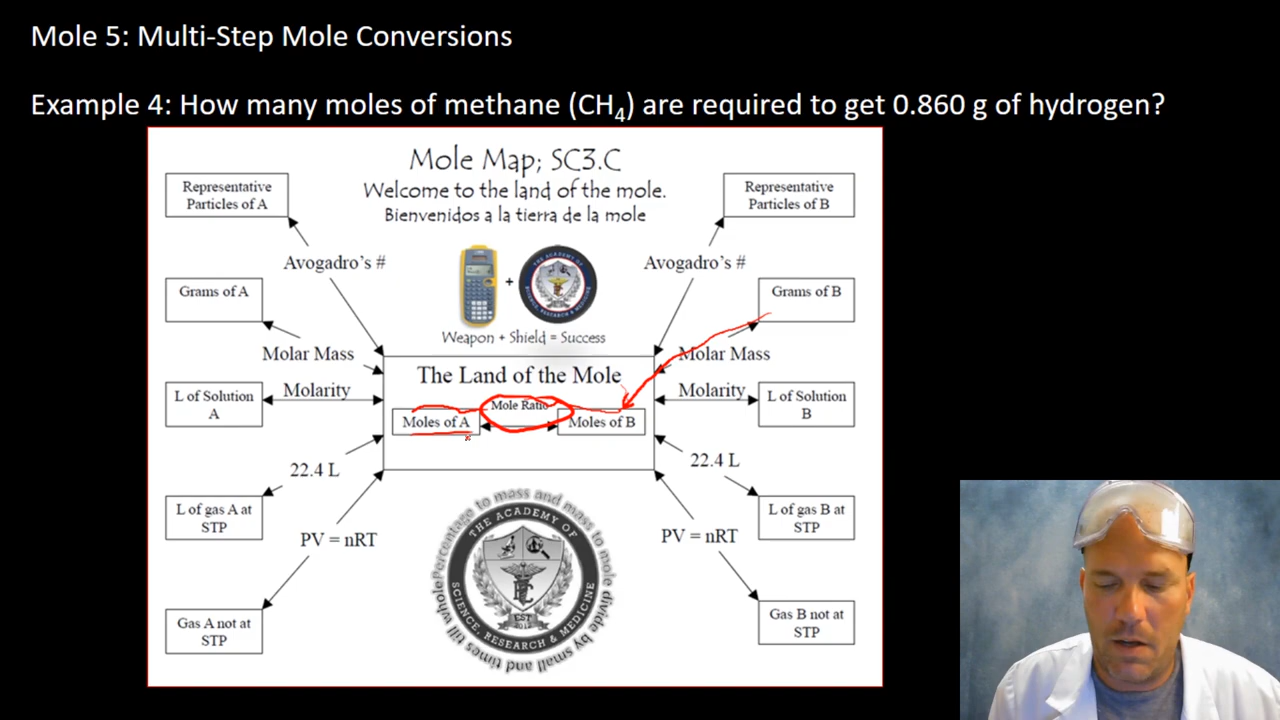 Mole 5: Multi-Step Mole Conversions
Example 4: How many moles of methane (CH₄) are required to get 0.860 g of hydrogen?
Mole Map; SC3.C
Welcome to the land of the mole.
Bienvenidos a la tierra de la mole
Representative
Particles of A
Representative
Particles of B
Avogadro's #
Avogadro's #
Grams of A
Grams of B
+
Weapon + Shield = Success
Molar Mass
Molar Mass
The Land of the Mole
L of Solution
A
Molarity
Mole Ratio
Moles of A
Moles of B
Molarity
L of Solution
B
22.4 L
22.4 L
L of gas A at
STP
L of gas B at
STP
PV = nRT
PV = nRT
Gas A not at
STP
Gas B not at
STP
Percentage to mass and mass to mole divide by small and times till whole
THE ACADEMY OF
SCIENCE, RESEARCH & MEDICINE
EST
2012